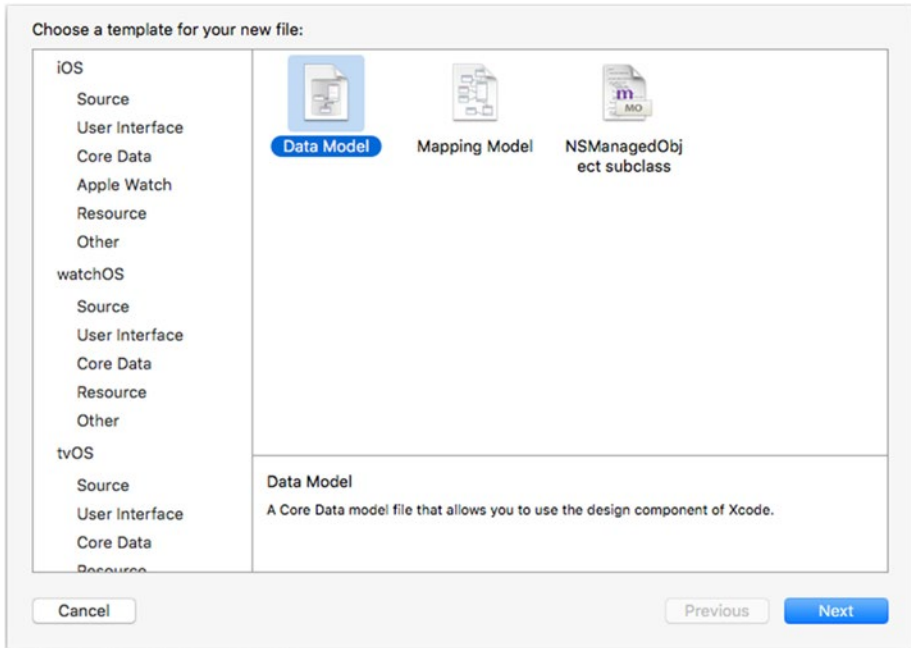 Choose a template for your new file:
iOS
Source
User Interface
Core Data
Apple Watch
Resource
Other
watchOS
Source
User Interface
Core Data
Resource
Other
tvOS
Source
User Interface
Core Data
Resource
Data Model
Mapping Model
NSManagedObj
ect subclass
m
MO
Data Model
A Core Data model file that allows you to use the design component of Xcode.
Cancel
Previous
Next